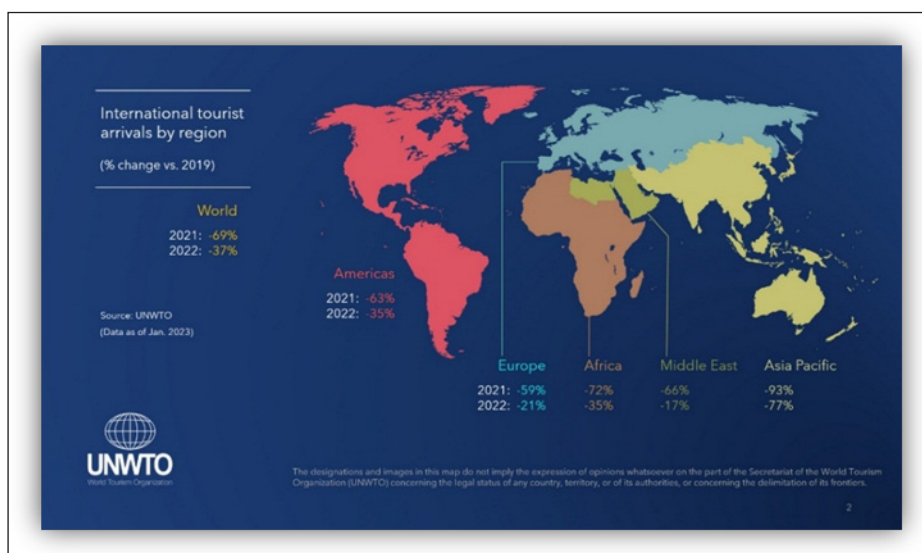 International tourist
arrivals by region
(% change vs. 2019)
World
2021: -69%
2022: -37%
Source: UNWTO
(Data as of Jan. 2023)
Americas
2021: -63%
2022: -35%
Europe Africa Middle East Asia Pacific
2021: -59% -72% -66% -93%
2022: -21% -35% -17% -77%
UNWTO
World Tourism Organization
The designations and images in this map do not imply the expression of opinions whatsoever on the part of the Secretariat of the World Tourism
Organization (UNWTO) concerning the legal status of any country, territory, or of its authorities, or concerning the delimitation of its frontiers.
2